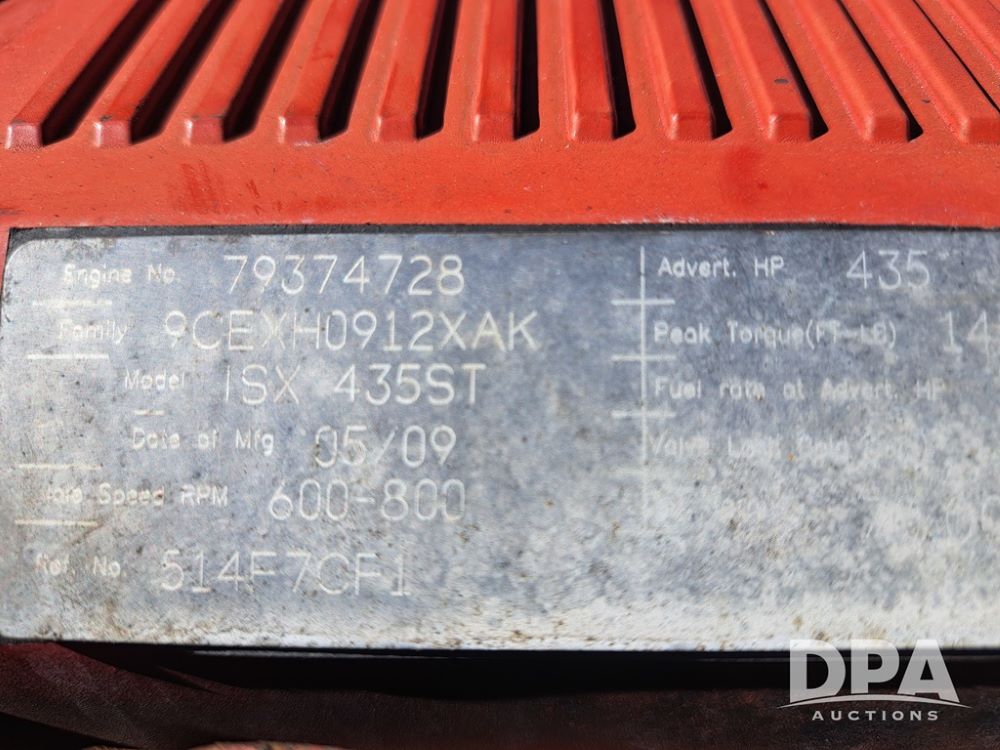 Engine No. 79374728
Family 9CEXH0912XAK
Model ISX 435ST
Date of Mfg 05/09
Idle Speed RPM 600-800
Ref. No. 514F7CF1
Advert. HP 435
Peak Torque(FT-LB) 14
Fuel rate at Advert. HP
DPA
AUCTIONS